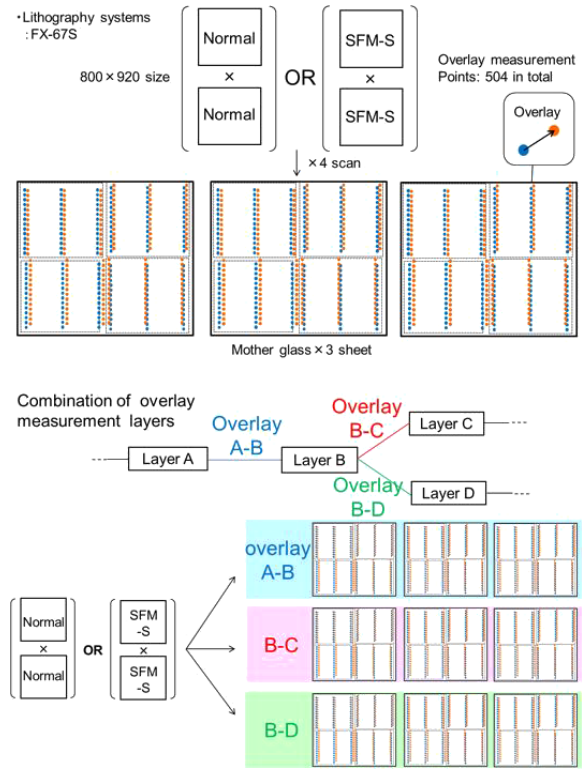 ・Lithography systems
: FX-67S
800×920 size
Normal
×
Normal
OR
SFM-S
×
SFM-S
×4 scan
Overlay measurement
Points: 504 in total
Overlay
Mother glass×3 sheet
Combination of overlay
measurement layers
Overlay
A-B
Overlay
B-C
Layer A
Layer B
Layer C
Overlay
B-D
Layer D
Normal
×
Normal
OR
SFM
-S
×
SFM
-S
overlay
A-B
B-C
B-D